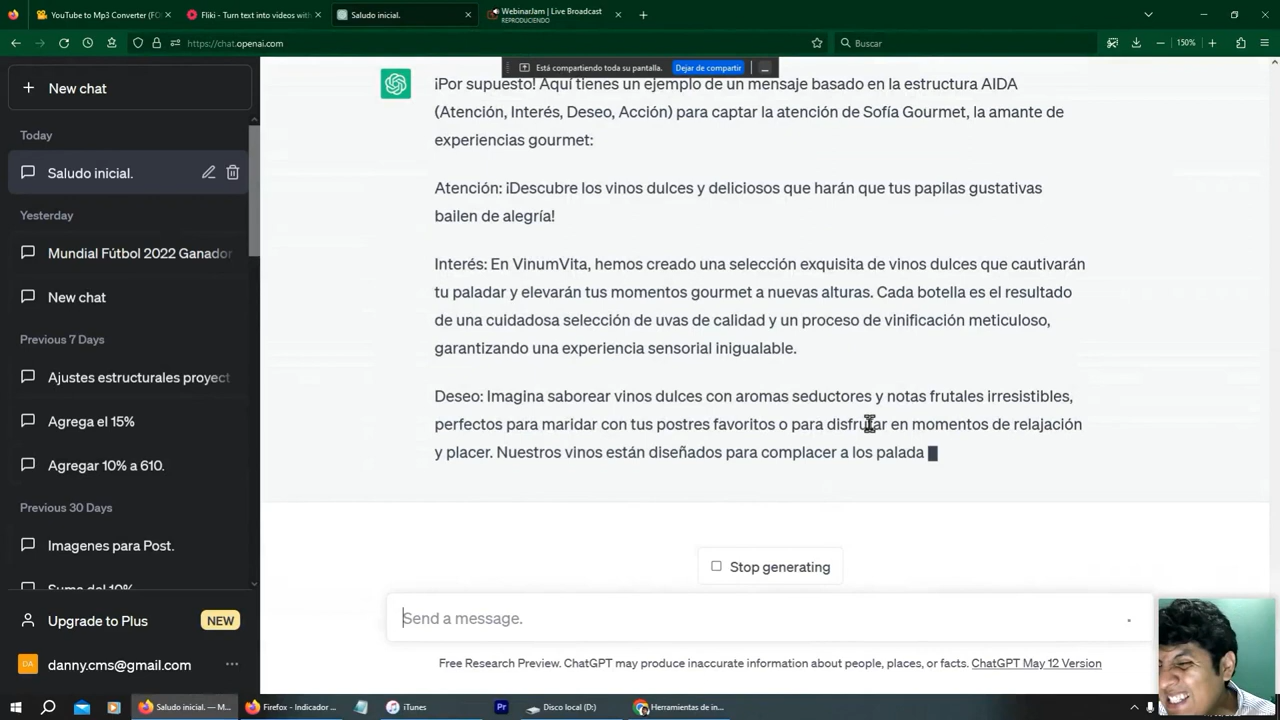 YouTube to Mp3 Converter (FO
Fliki - Turn text into videos with
Saludo inicial.
WebinarJam | Live Broadcast
REPRODUCIENDO
https://chat.openai.com
Buscar
150%
Está compartiendo toda su pantalla.
Dejar de compartir
New chat
Today
Saludo inicial.
Yesterday
Mundial Fútbol 2022 Ganador
New chat
Previous 7 Days
Ajustes estructurales proyect
Agrega el 15%
Agregar 10% a 610.
Previous 30 Days
Imagenes para Post.
Suma del 10%
Upgrade to Plus
NEW
DA
danny.cms@gmail.com
¡Por supuesto! Aquí tienes un ejemplo de un mensaje basado en la estructura AIDA
(Atención, Interés, Deseo, Acción) para captar la atención de Sofía Gourmet, la amante de
experiencias gourmet:
Atención: ¡Descubre los vinos dulces y deliciosos que harán que tus papilas gustativas
bailen de alegría!
Interés: En VinumVita, hemos creado una selección exquisita de vinos dulces que cautivarán
tu paladar y elevarán tus momentos gourmet a nuevas alturas. Cada botella es el resultado
de una cuidadosa selección de uvas de calidad y un proceso de vinificación meticuloso,
garantizando una experiencia sensorial inigualable.
Deseo: Imagina saborear vinos dulces con aromas seductores y notas frutales irresistibles,
perfectos para maridar con tus postres favoritos o para disfrutar en momentos de relajación
y placer. Nuestros vinos están diseñados para complacer a los palada
Stop generating
Send a message.
Free Research Preview. ChatGPT may produce inaccurate information about people, places, or facts. ChatGPT May 12 Version
Saludo inicial. — M...
Firefox - Indicador ...
iTunes
Pr
Disco local (D:)
Herramientas de in...